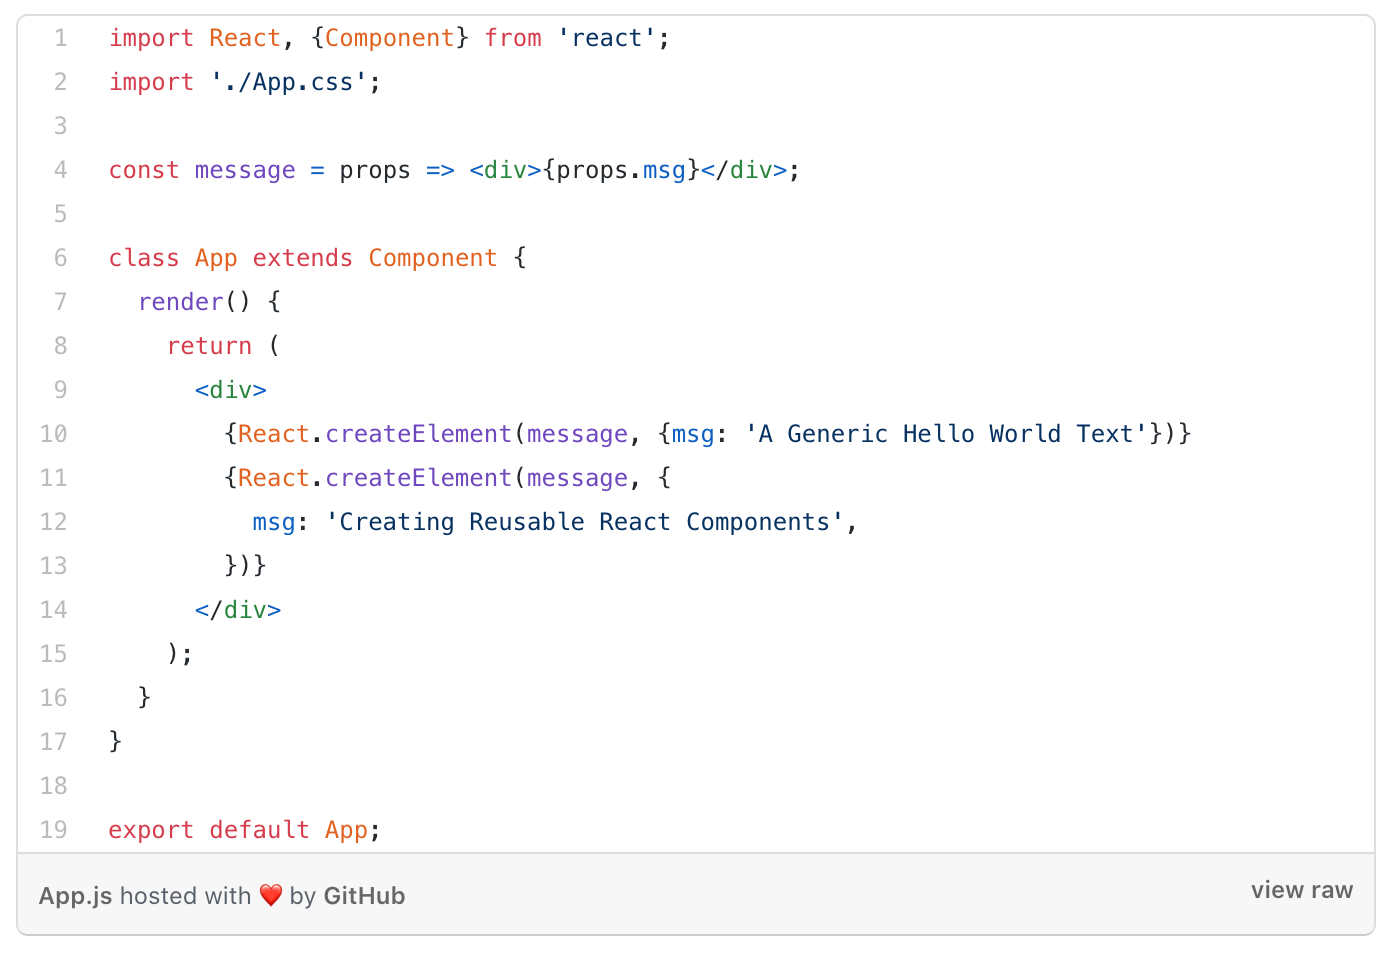 1 import React, {Component} from 'react';
2 import './App.css';
3
4 const message = props => <div>{props.msg}</div>;
5
6 class App extends Component {
7   render() {
8     return (
9       <div>
10         {React.createElement(message, {msg: 'A Generic Hello World Text'})}
11         {React.createElement(message, {
12           msg: 'Creating Reusable React Components',
13         })}
14       </div>
15     );
16   }
17 }
18
19 export default App;
App.js hosted with ❤ by GitHub
view raw